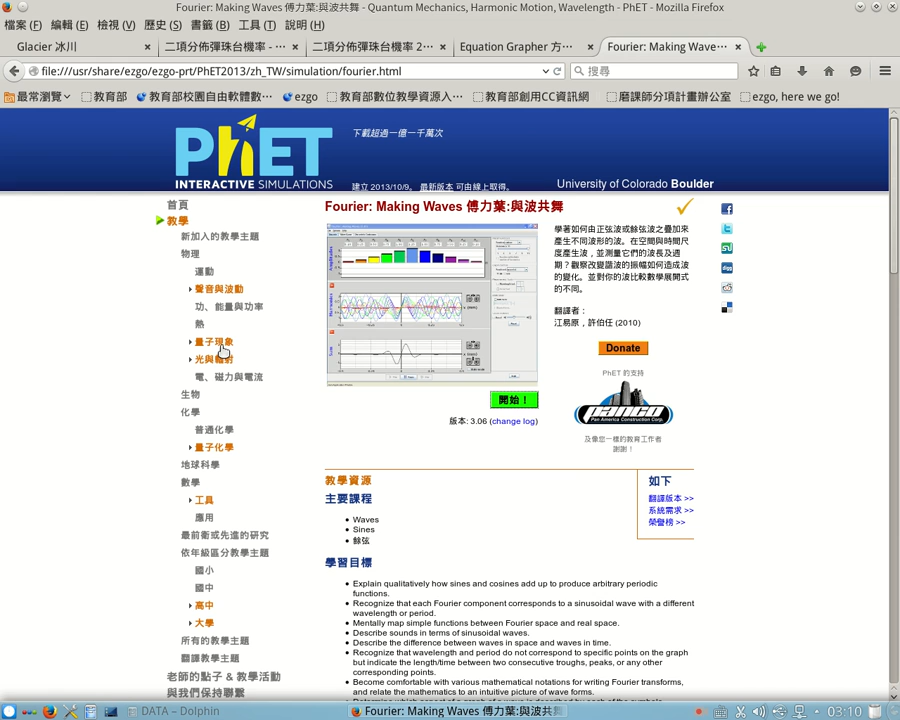 Fourier: Making Waves 傅力葉:與波共舞 - Quantum Mechanics, Harmonic Motion, Wavelength - PhET - Mozilla Firefox
檔案 (F) 編輯 (E) 檢視 (V) 歷史 (S) 書籤 (B) 工具 (T) 說明 (H)
Glacier 冰川 二項分佈彈珠台機率 - ··· 二項分佈彈珠台機率 2··· Equation Grapher 方··· Fourier: Making Wave···
file:///usr/share/ezgo/ezgo-prt/PhET2013/zh_TW/simulation/fourier.html 搜尋
最常瀏覽 教育部 教育部校園自由軟體數··· ezgo 教育部數位教學資源入··· 教育部創用CC資訊網 磨課師分項計畫辦公室 ezgo, here we go!
PhET
INTERACTIVE SIMULATIONS
下載超過一億一千萬次
建立 2013/10/9。 最新版本 可由線上取得。
University of Colorado Boulder
首頁
教學
新加入的教學主題
物理
運動
聲音與波動
功、能量與功率
熱
量子現象
光與輻射
電、磁力與電流
生物
化學
普通化學
量子化學
地球科學
數學
工具
應用
最前衛或先進的研究
依年級區分教學主題
國小
國中
高中
大學
所有的教學主題
翻譯教學主題
老師的點子 & 教學活動
與我們保持聯繫
Fourier: Making Waves 傅力葉:與波共舞
開始！
版本: 3.06 (change log)
學著如何由正弦波或餘弦波之疊加來
產生不同波形的波。在空間與時間尺
度產生波，並測量它們的波長及週
期？觀察改變諧波的振幅如何造成波
的變化。並對你的波比較數學展開式
的不同。
翻譯者：
江易原，許伯任 (2010)
Donate
PhET 的支持
PANCO
Pan America Construction Corp.
及像您一樣的教育工作者
謝謝！
教學資源
主要課程
Waves
Sines
餘弦
如下
翻譯版本 >>
系統需求 >>
榮譽榜 >>
學習目標
Explain qualitatively how sines and cosines add up to produce arbitrary periodic
functions.
Recognize that each Fourier component corresponds to a sinusoidal wave with a different
wavelength or period.
Mentally map simple functions between Fourier space and real space.
Describe sounds in terms of sinusoidal waves.
Describe the difference between waves in space and waves in time.
Recognize that wavelength and period do not correspond to specific points on the graph
but indicate the length/time between two consecutive troughs, peaks, or any other
corresponding points.
Become comfortable with various mathematical notations for writing Fourier transforms,
and relate the mathematics to an intuitive picture of wave forms.
DATA – Dolphin Fourier: Making Waves 傅力葉:與波共舞 03:10